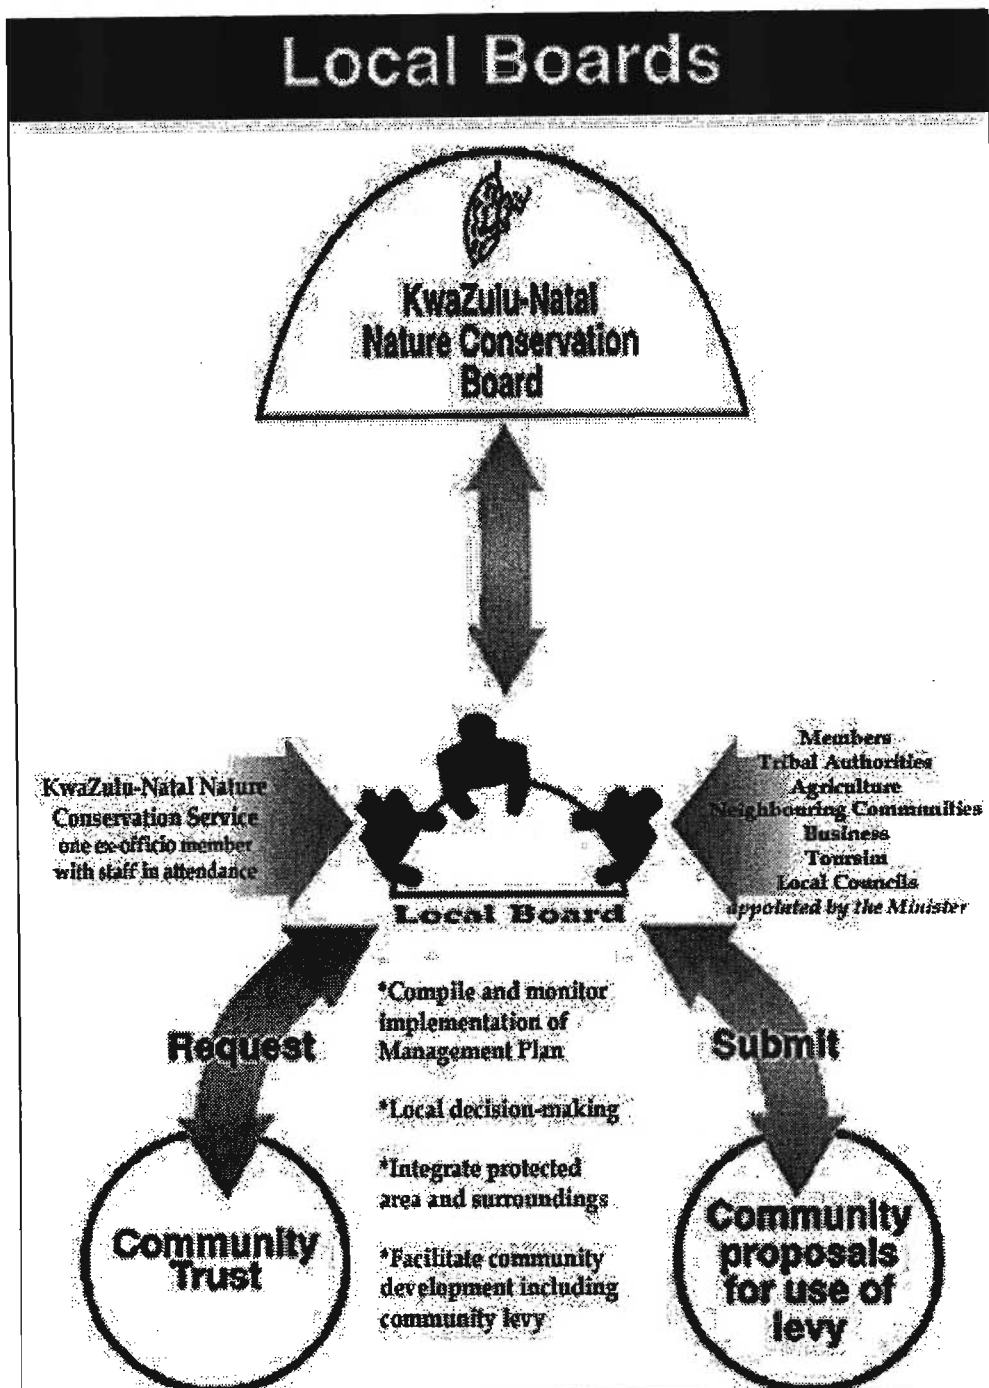 Local Boards
KwaZulu-Natal
Nature Conservation
Board
KwaZulu-Natal Nature
Conservation Service
one ex-officio member
with staff in attendance
Members
Tribal Authorities
Agriculture
Neighbouring Communities
Business
Toursim
Local Councils
appointed by the Minister
Local Board
*Compile and monitor
implementation of
Management Plan
*Local decision-making
*Integrate protected
area and surroundings
*Facilitate community
development including
community levy
Request
Submit
Community
Trust
Community
proposals
for use of
levy